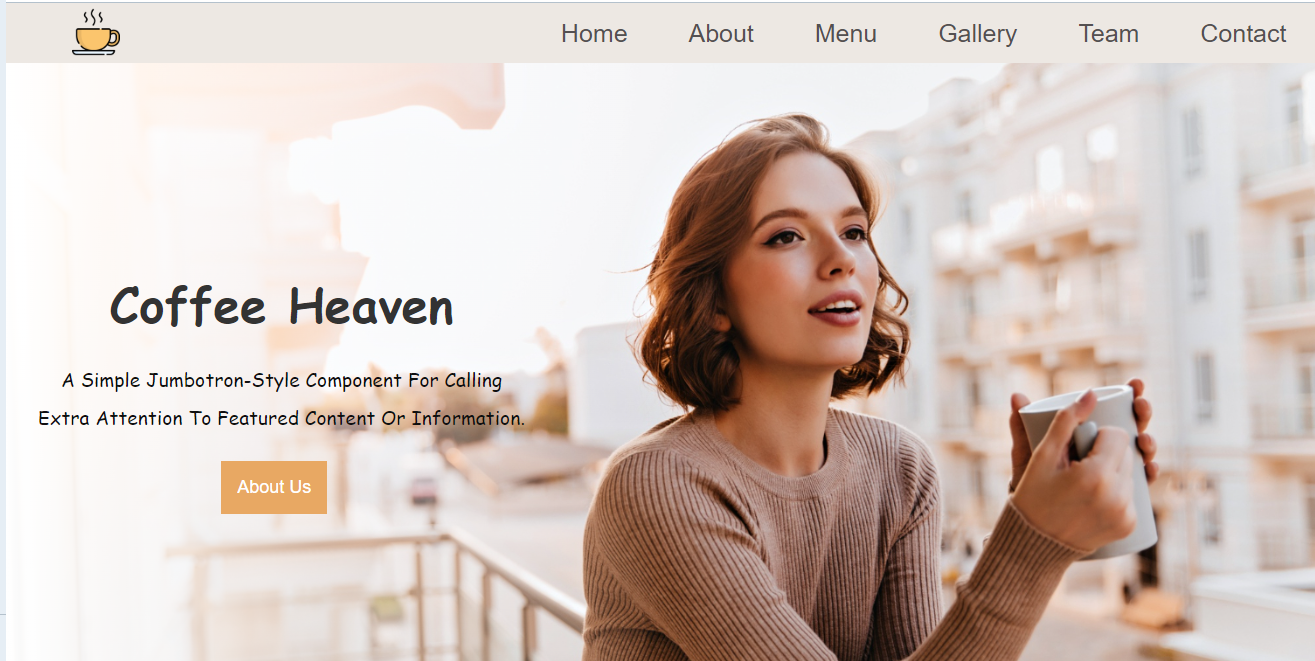 Home About Menu Gallery Team Contact
Coffee Heaven
A Simple Jumbotron-Style Component For Calling
Extra Attention To Featured Content Or Information.
About Us